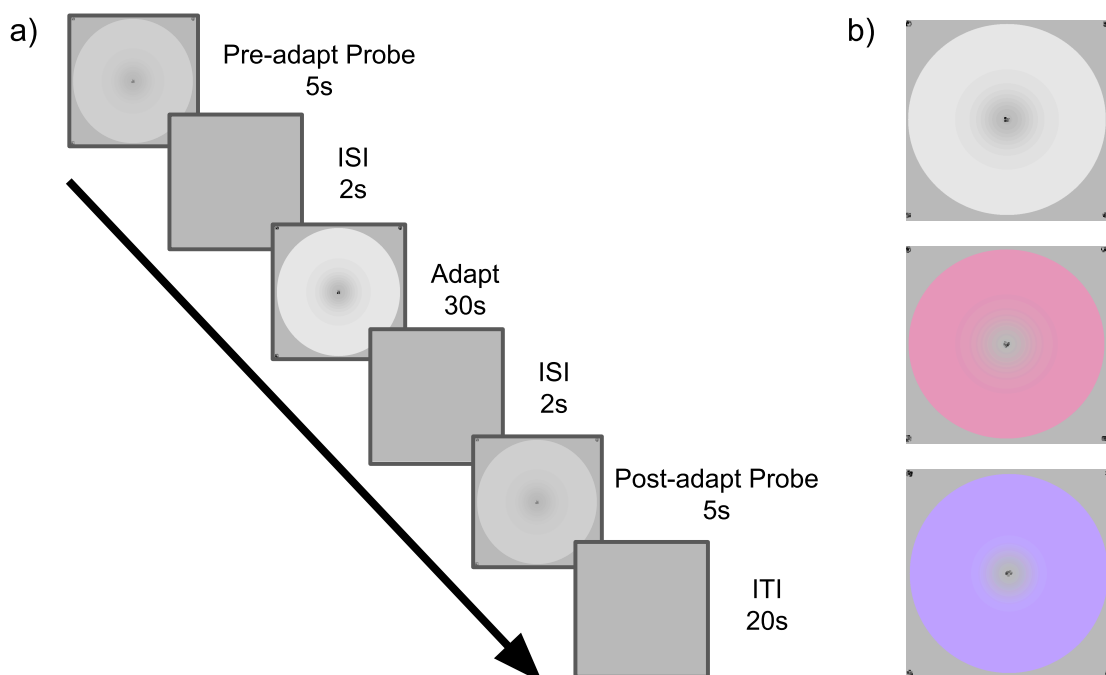 a)
Pre-adapt Probe
5s
ISI
2s
Adapt
30s
ISI
2s
Post-adapt Probe
5s
ITI
20s
b)